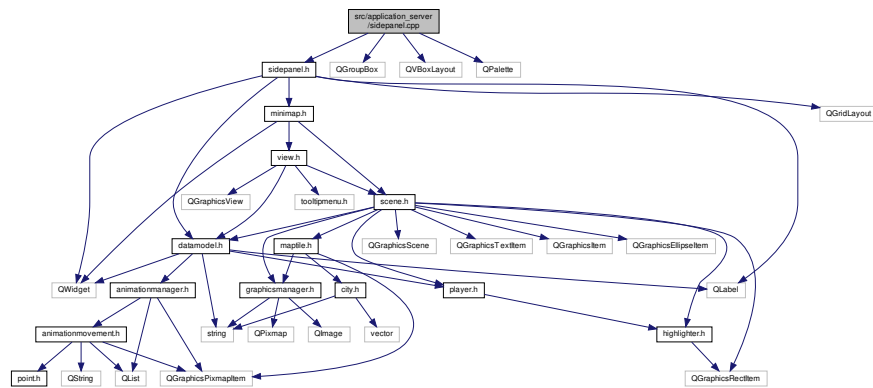 src/application_server
/sidepanel.cpp
sidepanel.h
QGroupBox
QVBoxLayout
QPalette
minimap.h
QGridLayout
view.h
QGraphicsView
tooltipmenu.h
scene.h
datamodel.h
maptile.h
QGraphicsScene
QGraphicsTextItem
QGraphicsItem
QGraphicsEllipseItem
QWidget
animationmanager.h
graphicsmanager.h
city.h
player.h
QLabel
animationmovement.h
string
QPixmap
QImage
vector
highlighter.h
point.h
QString
QList
QGraphicsPixmapItem
QGraphicsRectItem